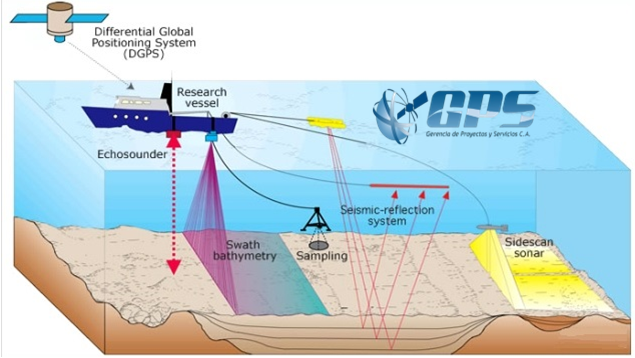 Differential Global
Positioning System
(DGPS)
Research
vessel
GPS
Gerencia de Proyectos y Servicios C.A.
Echosounder
Seismic-reflection
system
Swath
bathymetry
Sampling
Sidescan
sonar